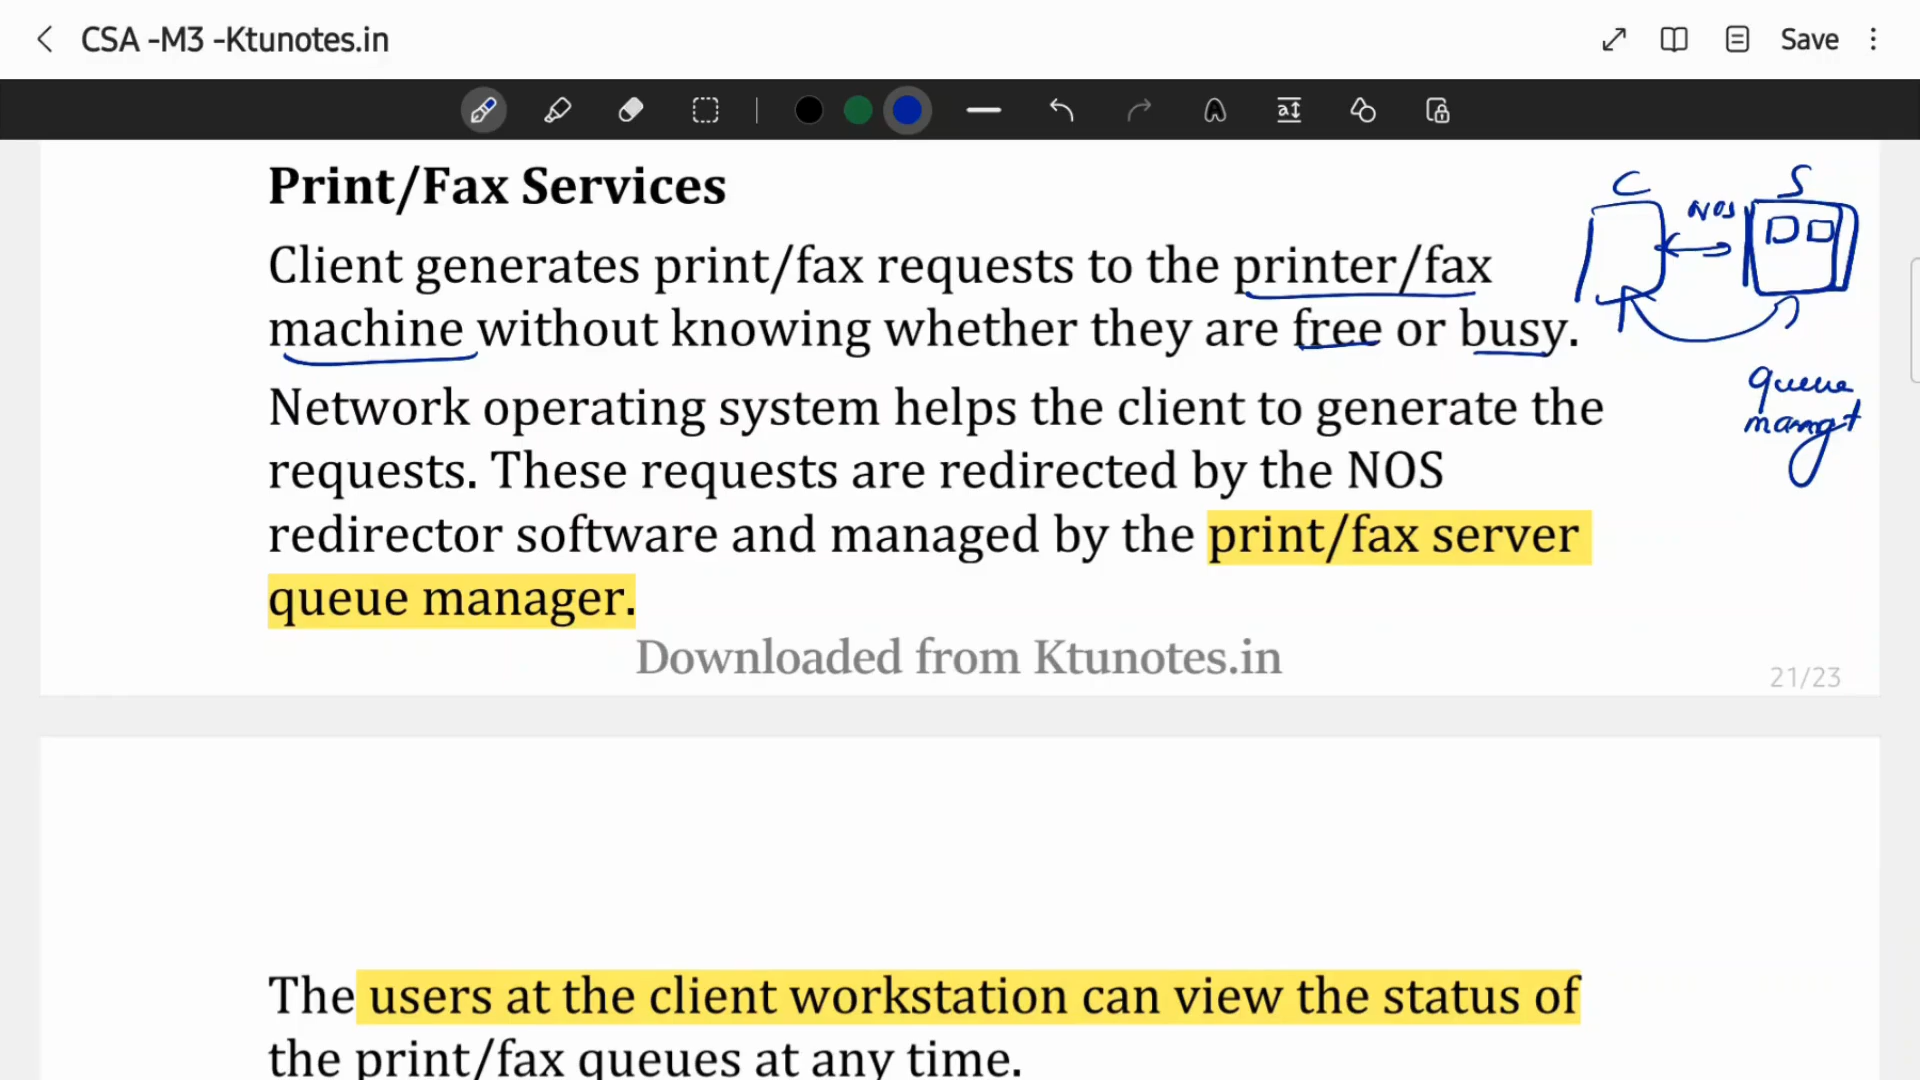 CSA -M3 -Ktunotes.in
Save
Print/Fax Services
C
S
NOS
Client generates print/fax requests to the printer/fax
machine without knowing whether they are free or busy.
queue
Network operating system helps the client to generate the
requests. These requests are redirected by the NOS
redirector software and managed by the print/fax server
queue manager.
Downloaded from Ktunotes.in
21/23
The users at the client workstation can view the status of
the print/fax queues at any time.